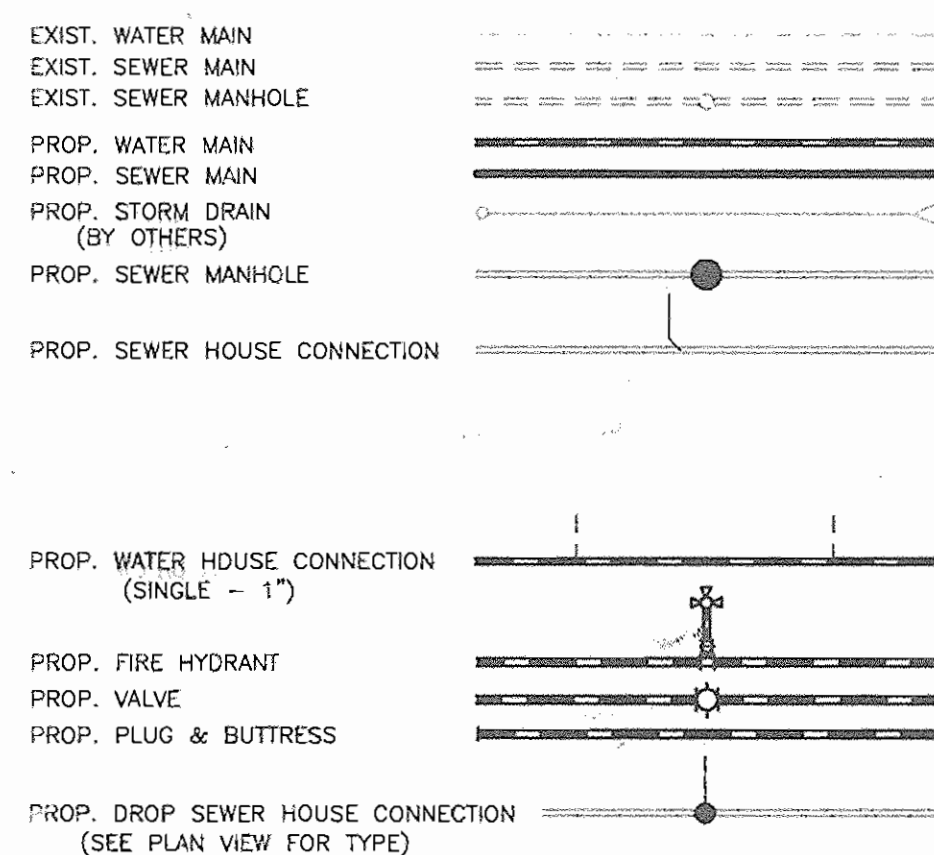 EXIST. WATER MAIN
EXIST. SEWER MAIN
EXIST. SEWER MANHOLE
PROP. WATER MAIN
PROP. SEWER MAIN
PROP. STORM DRAIN
(BY OTHERS)
PROP. SEWER MANHOLE
PROP. SEWER HOUSE CONNECTION
PROP. WATER HOUSE CONNECTION
(SINGLE - 1")
PROP. FIRE HYDRANT
PROP. VALVE
PROP. PLUG & BUTTRESS
PROP. DROP SEWER HOUSE CONNECTION
(SEE PLAN VIEW FOR TYPE)